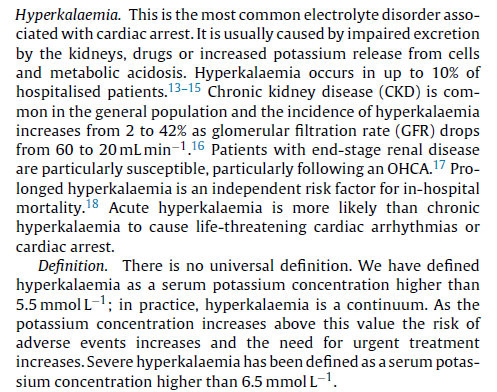 Hyperkalaemia. This is the most common electrolyte disorder asso-
ciated with cardiac arrest. It is usually caused by impaired excretion
by the kidneys, drugs or increased potassium release from cells
and metabolic acidosis. Hyperkalaemia occurs in up to 10% of
hospitalised patients.13–15 Chronic kidney disease (CKD) is com-
mon in the general population and the incidence of hyperkalaemia
increases from 2 to 42% as glomerular filtration rate (GFR) drops
from 60 to 20 mL min−1.16 Patients with end-stage renal disease
are particularly susceptible, particularly following an OHCA.17 Pro-
longed hyperkalaemia is an independent risk factor for in-hospital
mortality.18 Acute hyperkalaemia is more likely than chronic
hyperkalaemia to cause life-threatening cardiac arrhythmias or
cardiac arrest.
Definition. There is no universal definition. We have defined
hyperkalaemia as a serum potassium concentration higher than
5.5 mmol L−1; in practice, hyperkalaemia is a continuum. As the
potassium concentration increases above this value the risk of
adverse events increases and the need for urgent treatment
increases. Severe hyperkalaemia has been defined as a serum potas-
sium concentration higher than 6.5 mmol L−1.